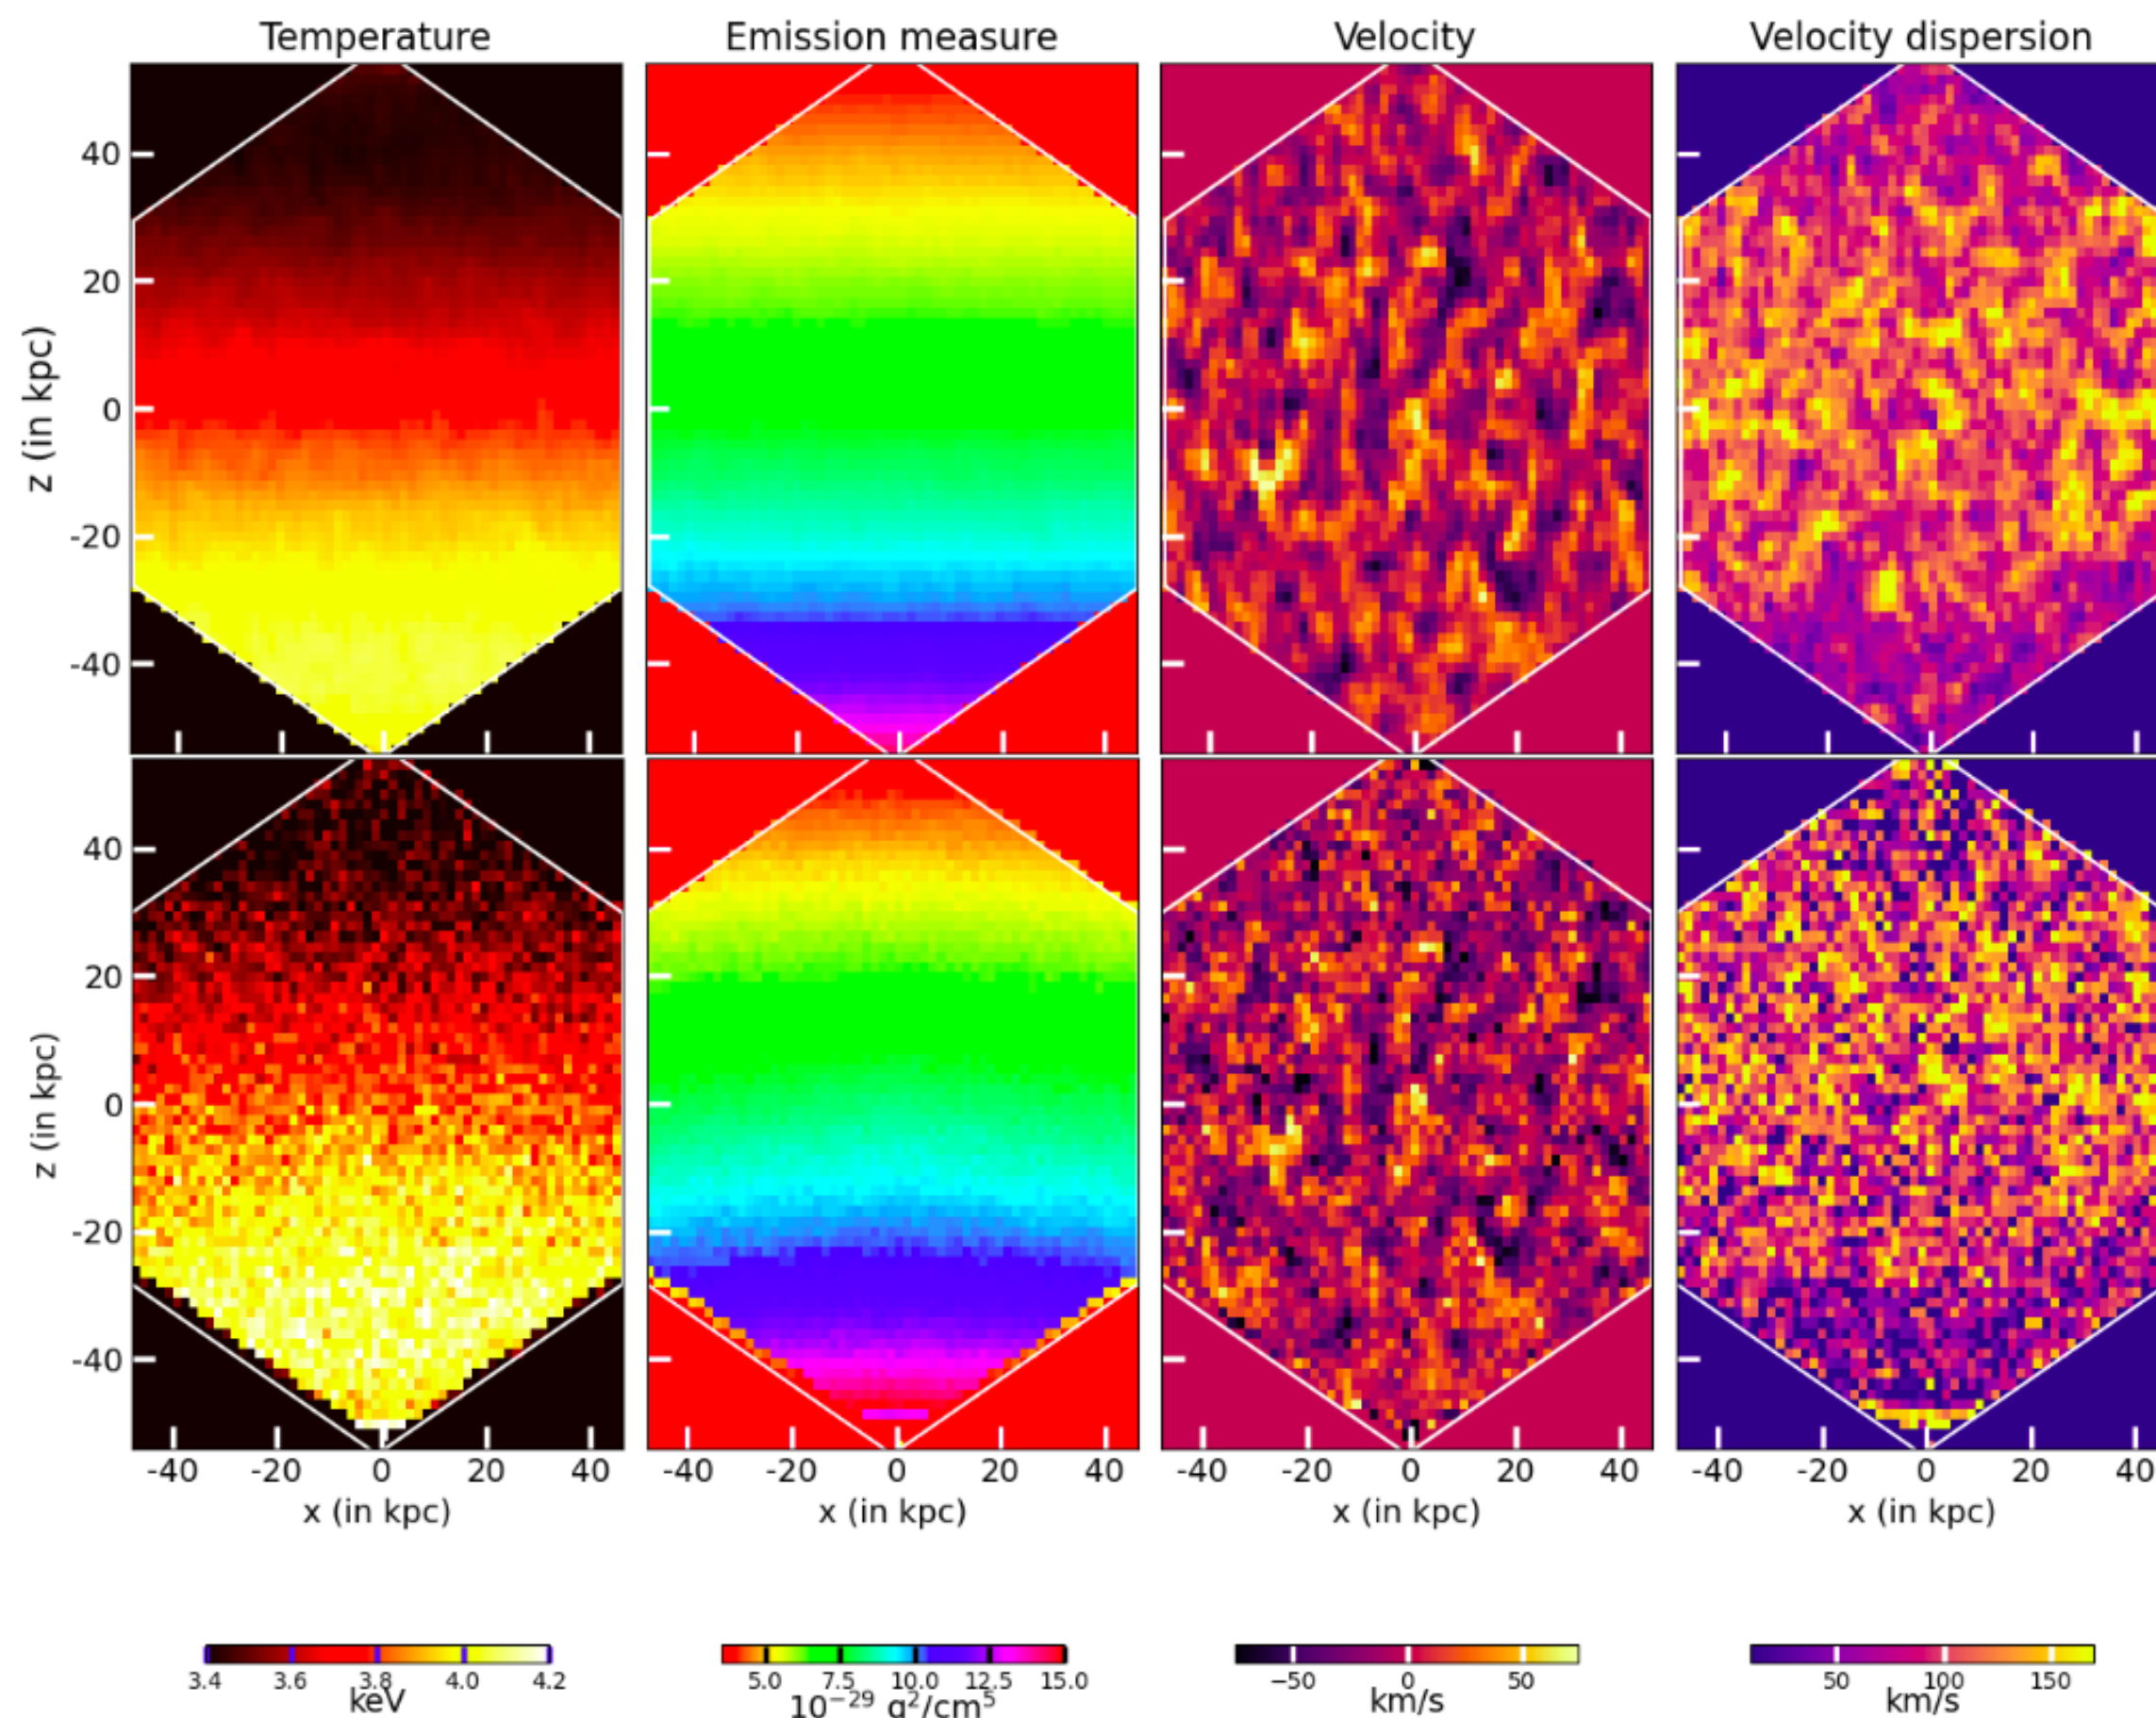 Temperature Emission measure Velocity Velocity dispersion
z (in kpc)
40
20
0
-20
-40
z (in kpc)
40
20
0
-20
-40
-40 -20 0 20 40 -40 -20 0 20 40 -40 -20 0 20 40 -40 -20 0 20 40
x (in kpc) x (in kpc) x (in kpc) x (in kpc)
3.4 3.6 3.8 4.0 4.2 5.0 7.5 10.0 12.5 15.0 −50 0 50 50 100 150
keV 10⁻²⁹ g²/cm⁵ km/s km/s